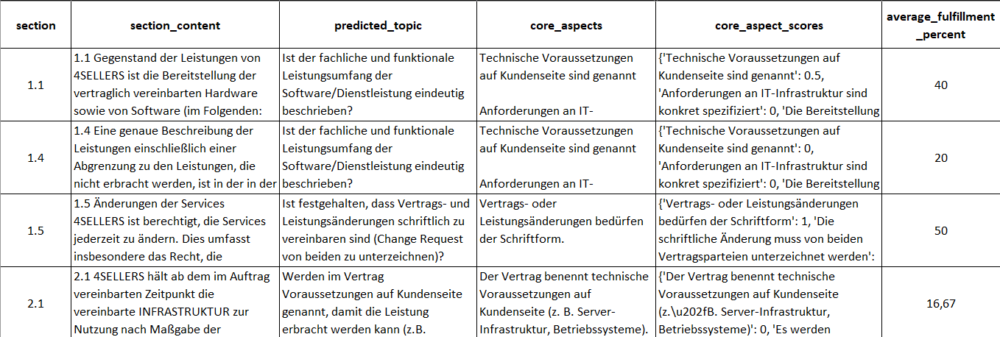 section
section_content
predicted_topic
core_aspects
core_aspect_scores
average_fulfillment
_percent
1.1
1.1 Gegenstand der Leistungen von
4SELLERS ist die Bereitstellung der
vertraglich vereinbarten Hardware
sowie von Software (im Folgenden:
Ist der fachliche und funktionale
Leistungsumfang der
Software/Dienstleistung eindeutig
beschrieben?
Technische Voraussetzungen
auf Kundenseite sind genannt
Anforderungen an IT-
{'Technische Voraussetzungen auf
Kundenseite sind genannt': 0.5,
'Anforderungen an IT-Infrastruktur sind
konkret spezifiziert': 0, 'Die Bereitstellung
40
1.4
1.4 Eine genaue Beschreibung der
Leistungen einschließlich einer
Abgrenzung zu den Leistungen, die
nicht erbracht werden, ist in der in der
Ist der fachliche und funktionale
Leistungsumfang der
Software/Dienstleistung eindeutig
beschrieben?
Technische Voraussetzungen
auf Kundenseite sind genannt
Anforderungen an IT-
{'Technische Voraussetzungen auf
Kundenseite sind genannt': 0,
'Anforderungen an IT-Infrastruktur sind
konkret spezifiziert': 0, 'Die Bereitstellung
20
1.5
1.5 Änderungen der Services
4SELLERS ist berechtigt, die Services
jederzeit zu ändern. Dies umfasst
insbesondere das Recht, die
Ist festgehalten, dass Vertrags- und
Leistungsänderungen schriftlich zu
vereinbaren sind (Change Request
von beiden zu unterzeichnen)?
Vertrags- oder
Leistungsänderungen bedürfen
der Schriftform.
{'Vertrags- oder Leistungsänderungen
bedürfen der Schriftform': 1, 'Die
schriftliche Änderung muss von beiden
Vertragsparteien unterzeichnet werden':
50
2.1
2.1 4SELLERS hält ab dem im Auftrag
vereinbarten Zeitpunkt die
vereinbarte INFRASTRUKTUR zur
Nutzung nach Maßgabe der
Werden im Vertrag
Voraussetzungen auf Kundenseite
genannt, damit die Leistung
erbracht werden kann (z.B.
Der Vertrag benennt technische
Voraussetzungen auf
Kundenseite (z. B. Server-
Infrastruktur, Betriebssysteme).
{'Der Vertrag benennt technische
Voraussetzungen auf Kundenseite
(z.\u202fB. Server-Infrastruktur,
Betriebssysteme)': 0, 'Es werden
16,67